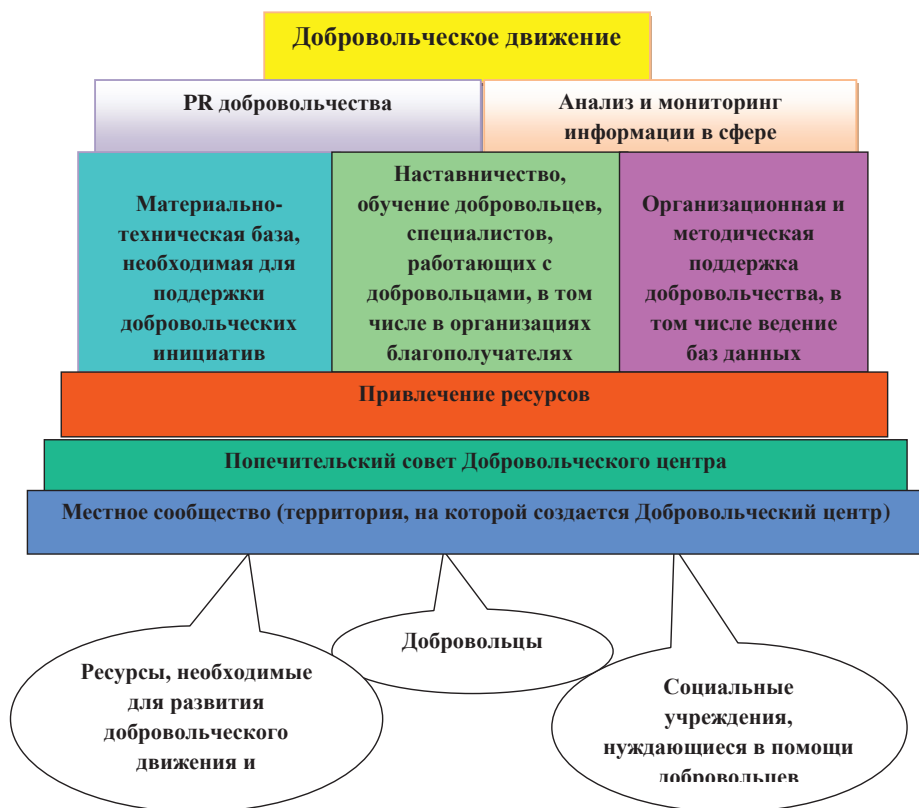 Добровольческое движение
PR добровольчества
Анализ и мониторинг
информации в сфере
Материально-
техническая база,
необходимая для
поддержки
добровольческих
инициатив
Наставничество,
обучение добровольцев,
специалистов,
работающих с
добровольцами, в том
числе в организациях
благополучателях
Организационная и
методическая
поддержка
добровольчества, в
том числе ведение
баз данных
Привлечение ресурсов
Попечительский совет Добровольческого центра
Местное сообщество (территория, на которой создается Добровольческий центр)
Ресурсы, необходимые
для развития
добровольческого
движения и
Добровольцы
Социальные
учреждения,
нуждающиеся в помощи
добровольцев